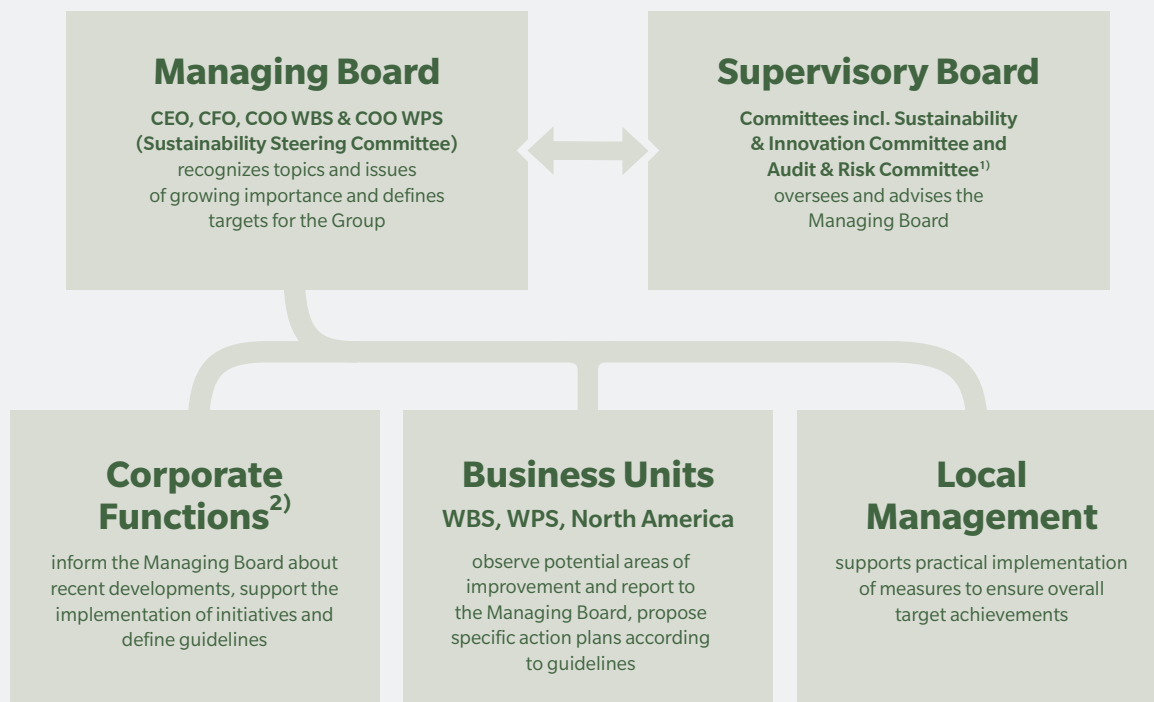 Managing Board
CEO, CFO, COO WBS & COO WPS
(Sustainability Steering Committee)
recognizes topics and issues
of growing importance and defines
targets for the Group
Supervisory Board
Committees incl. Sustainability
& Innovation Committee and
Audit & Risk Committee¹⁾
oversees and advises the
Managing Board
Corporate
Functions²⁾
inform the Managing Board about
recent developments, support the
implementation of initiatives and
define guidelines
Business Units
WBS, WPS, North America
observe potential areas of
improvement and report to
the Managing Board, propose
specific action plans according
to guidelines
Local
Management
supports practical implementation
of measures to ensure overall
target achievements